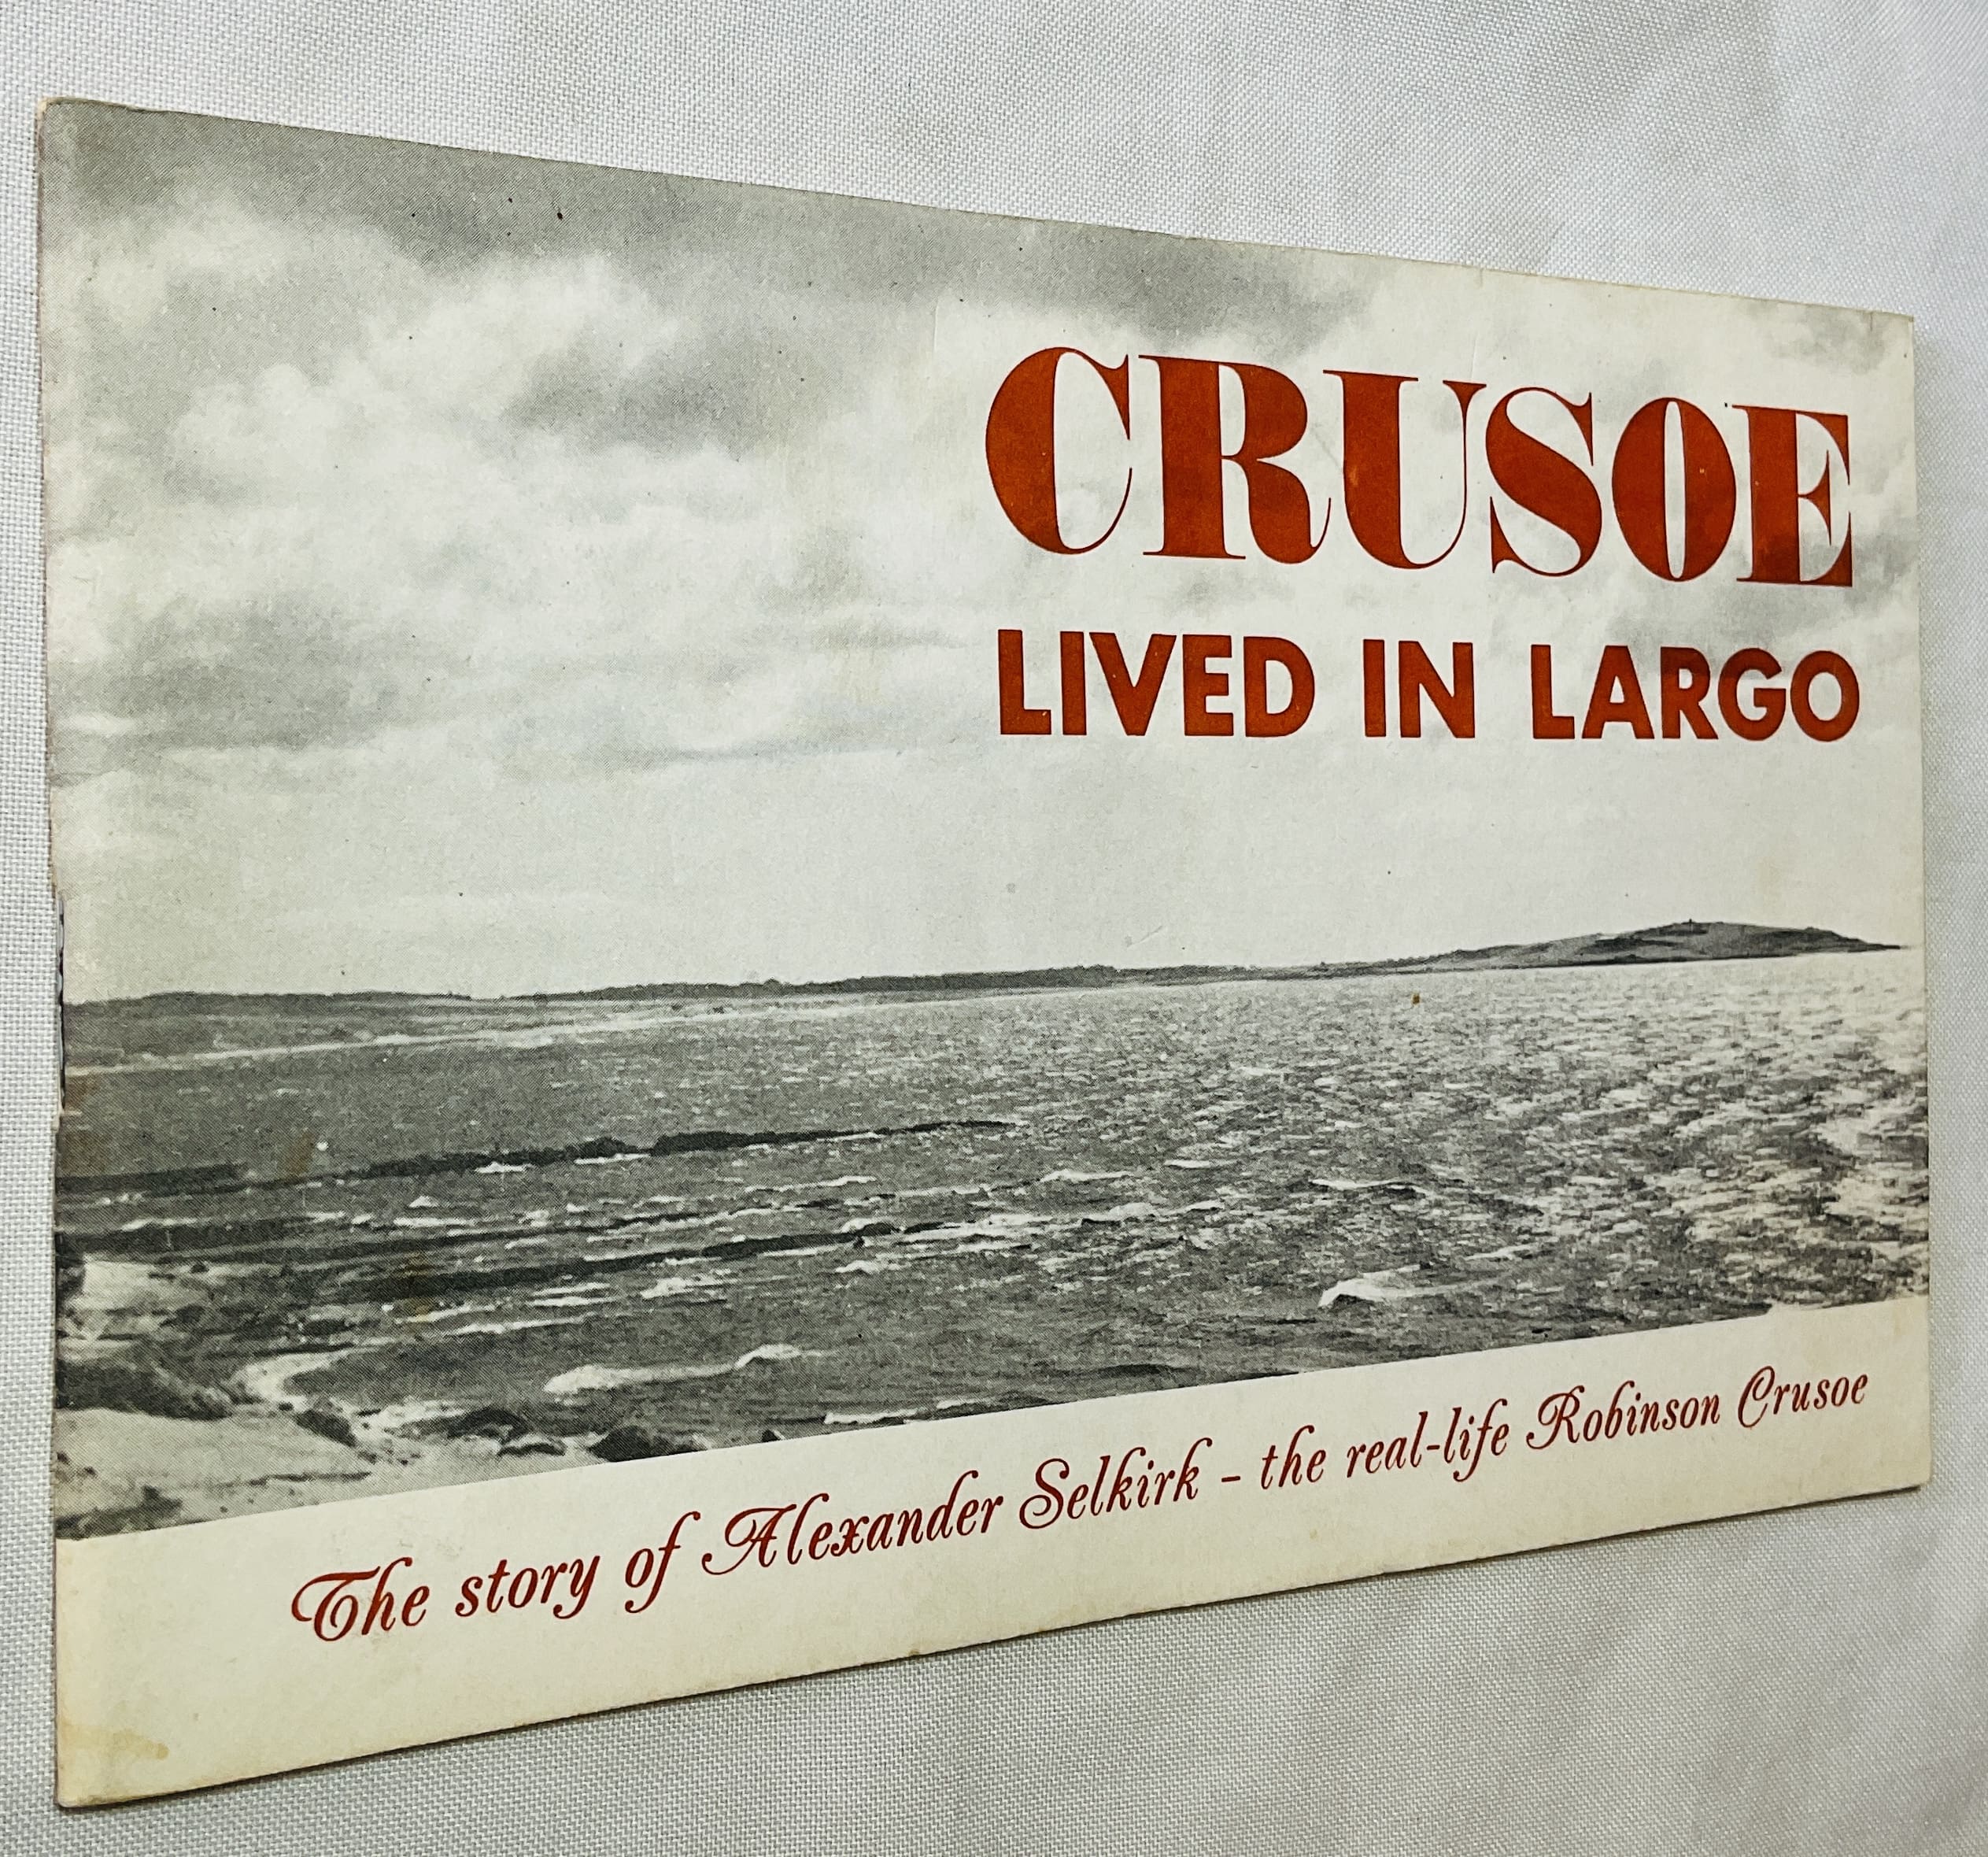 CRUSOE
LIVED IN LARGO
The story of Alexander Selkirk - the real-life Robinson Crusoe